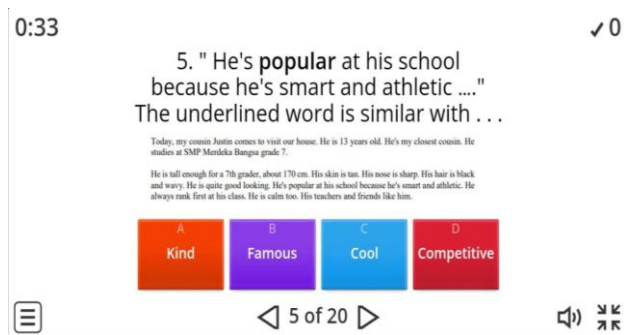 0:33
✓ 0
5. " He's popular at his school
because he's smart and athletic ...."
The underlined word is similar with . . .
Today, my cousin Justin comes to visit our house. He is 13 years old. He's my closest cousin. He
studies at SMP Merdeka Bangsa grade 7.
He is tall enough for a 7th grader, about 170 cm. His skin is tan. His nose is sharp. His hair is black
and wavy. He is quite good looking. He's popular at his school because he's smart and athletic. He
always rank first at his class. He is calm too. His teachers and friends like him.
A
Kind
B
Famous
C
Cool
D
Competitive
5 of 20